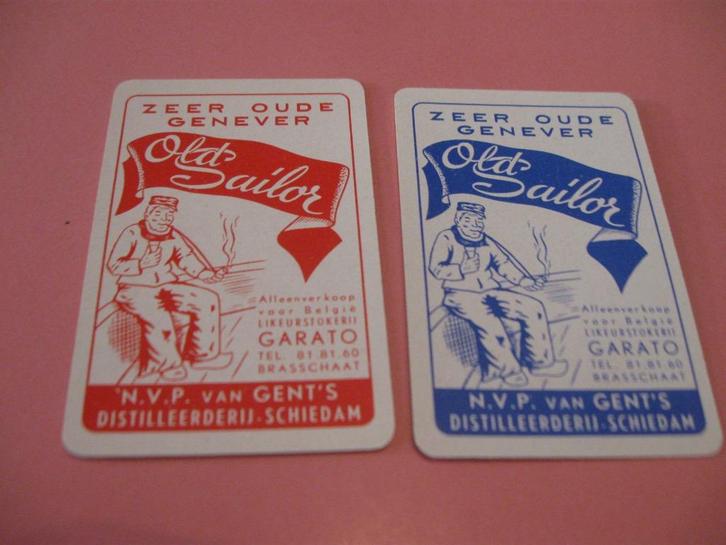 ZEER OUDE
GENEVER
Old
Sailor
Alleenverkoop
voor België
LIKEURSTOKERIJ
GARATO
TEL. 81.81.60
BRASSCHAAT
N.V.P. VAN GENT'S
DISTILLEERDERIJ-SCHIEDAM
ZEER OUDE
GENEVER
Old
Sailor
Alleenverkoop
voor België
LIKEURSTOKERIJ
GARATO
TEL. 81.81.60
BRASSCHAAT
N.V.P. VAN GENT'S
DISTILLEERDERIJ-SCHIEDAM